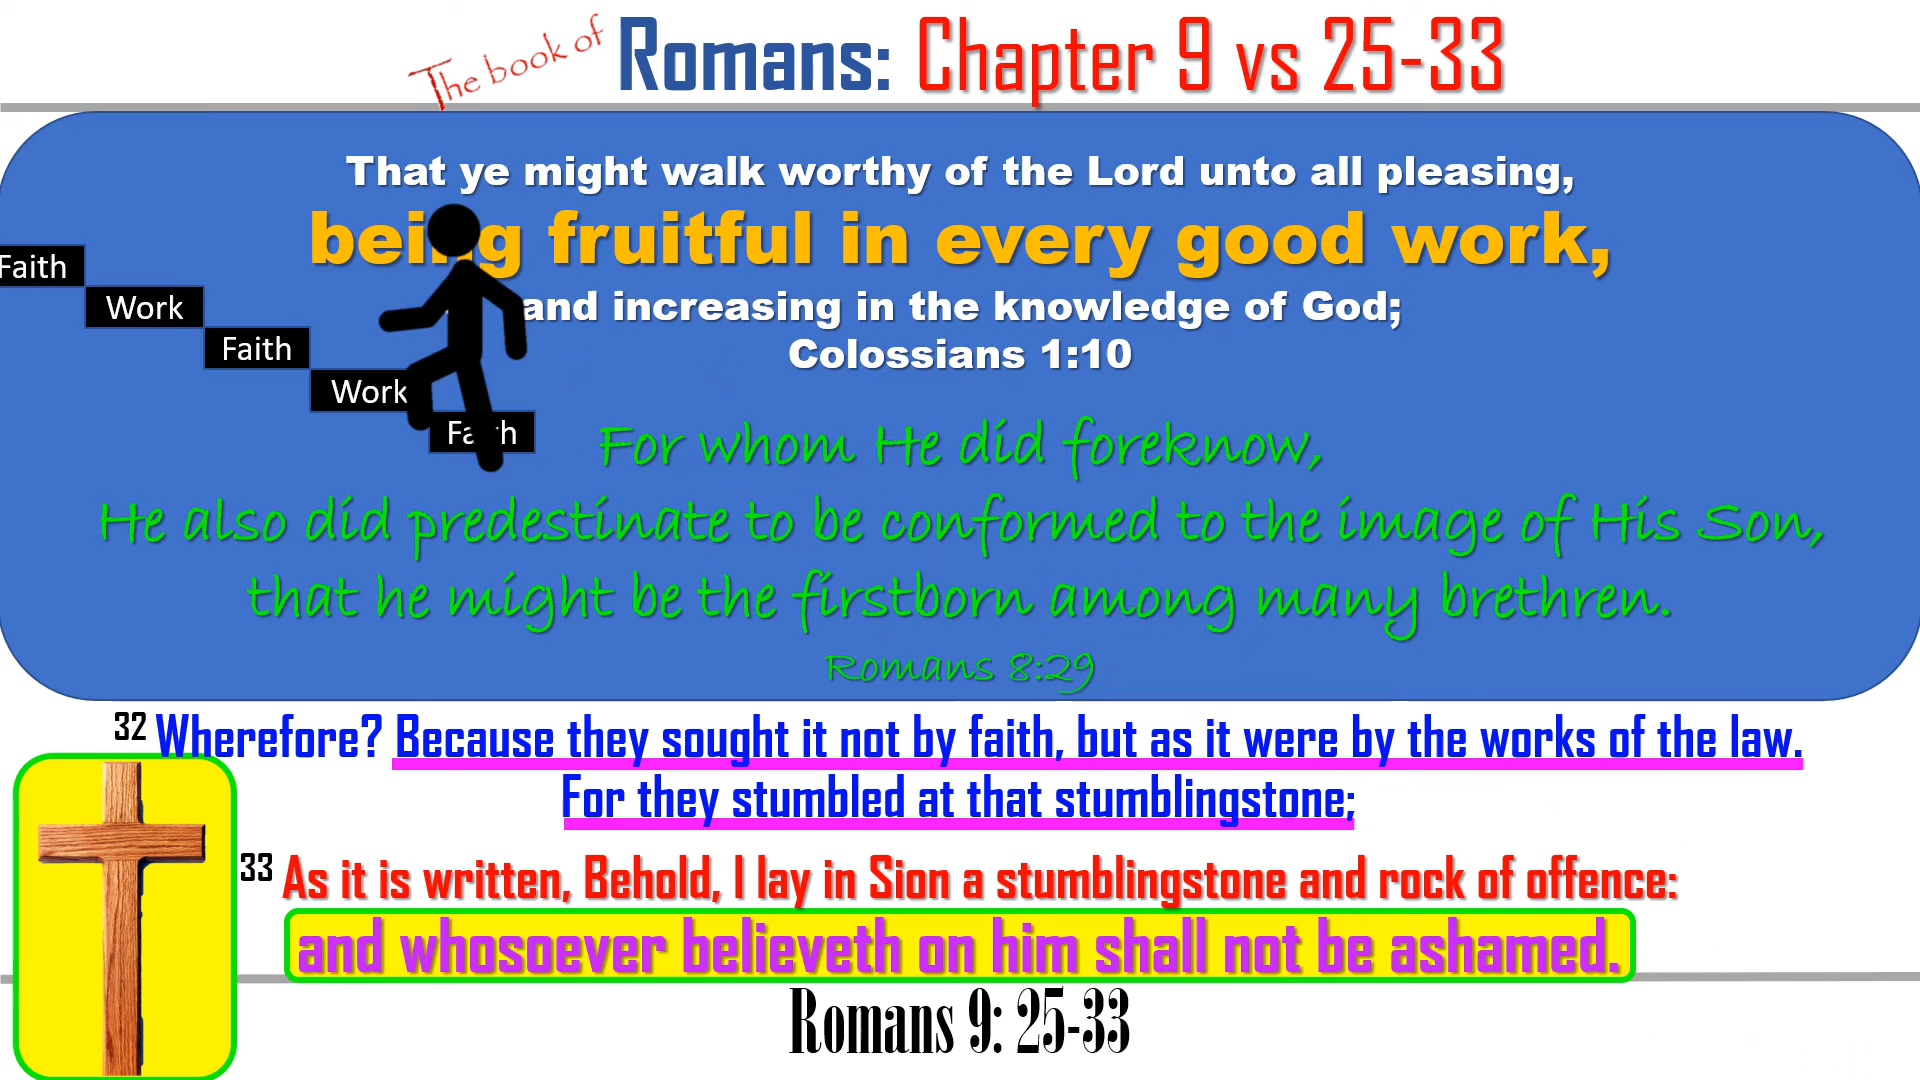 The book of Romans: Chapter 9 vs 25-33
That ye might walk worthy of the Lord unto all pleasing,
being fruitful in every good work,
and increasing in the knowledge of God;
Colossians 1:10
Faith
Work
Faith
Work
Faith
For whom He did foreknow,
He also did predestinate to be conformed to the image of His Son,
that he might be the firstborn among many brethren.
Romans 8:29
32 Wherefore? Because they sought it not by faith, but as it were by the works of the law.
For they stumbled at that stumblingstone;
33 As it is written, Behold, I lay in Sion a stumblingstone and rock of offence:
and whosoever believeth on him shall not be ashamed.
Romans 9: 25-33